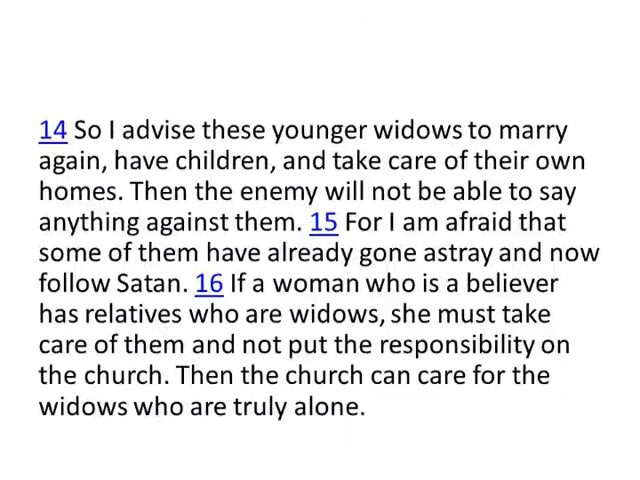 14 So I advise these younger widows to marry
again, have children, and take care of their own
homes. Then the enemy will not be able to say
anything against them. 15 For I am afraid that
some of them have already gone astray and now
follow Satan. 16 If a woman who is a believer
has relatives who are widows, she must take
care of them and not put the responsibility on
the church. Then the church can care for the
widows who are truly alone.